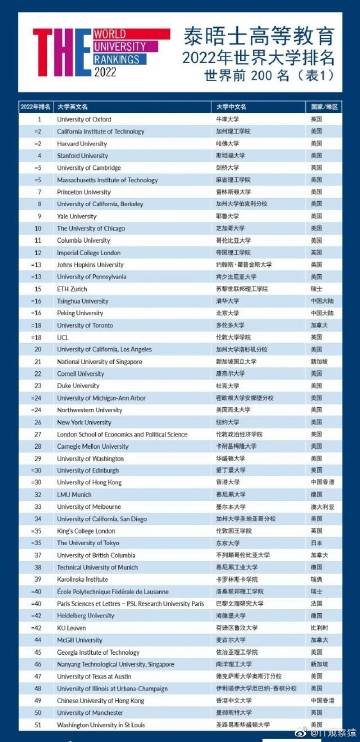 THE WORLD UNIVERSITY RANKINGS 2022
泰晤士高等教育
2022年世界大学排名
世界前 200 名（表1）
2022年排名 大学英文名 大学中文名 国家/地区
1 University of Oxford 牛津大学 英国
=2 California Institute of Technology 加州理工学院 美国
=2 Harvard University 哈佛大学 美国
4 Stanford University 斯坦福大学 美国
=5 University of Cambridge 剑桥大学 英国
=5 Massachusetts Institute of Technology 麻省理工学院 美国
7 Princeton University 普林斯顿大学 美国
8 University of California, Berkeley 加州大学伯克利分校 美国
9 Yale University 耶鲁大学 美国
10 The University of Chicago 芝加哥大学 美国
11 Columbia University 哥伦比亚大学 美国
12 Imperial College London 帝国理工学院 英国
=13 Johns Hopkins University 约翰斯·霍普金斯大学 美国
=13 University of Pennsylvania 宾夕法尼亚大学 美国
15 ETH Zurich 苏黎世联邦理工学院 瑞士
=16 Tsinghua University 清华大学 中国大陆
=16 Peking University 北京大学 中国大陆
=18 University of Toronto 多伦多大学 加拿大
=18 UCL 伦敦大学学院 英国
20 University of California, Los Angeles 加州大学洛杉矶分校 美国
21 National University of Singapore 新加坡国立大学 新加坡
22 Cornell University 康奈尔大学 美国
23 Duke University 杜克大学 美国
=24 University of Michigan-Ann Arbor 密歇根大学安娜堡分校 美国
=24 Northwestern University 美国西北大学 美国
26 New York University 纽约大学 美国
27 London School of Economics and Political Science 伦敦政治经济学院 英国
28 Carnegie Mellon University 卡耐基梅隆大学 美国
29 University of Washington 华盛顿大学 美国
=30 University of Edinburgh 爱丁堡大学 英国
=30 University of Hong Kong 香港大学 中国香港
32 LMU Munich 慕尼黑大学 德国
33 University of Melbourne 墨尔本大学 澳大利亚
34 University of California, San Diego 加州大学圣地亚哥分校 美国
=35 King's College London 伦敦国王学院 英国
=35 The University of Tokyo 东京大学 日本
37 University of British Columbia 不列颠哥伦比亚大学 加拿大
38 Technical University of Munich 慕尼黑工业大学 德国
39 Karolinska Institute 卡罗林斯卡学院 瑞典
=40 École Polytechnique Fédérale de Lausanne 洛桑联邦理工学院 瑞士
=40 Paris Sciences et Lettres – PSL Research University Paris 巴黎文理研究大学 法国
=42 Heidelberg University 海德堡大学 德国
=42 KU Leuven 荷语区鲁汶大学 比利时
44 McGill University 麦吉尔大学 加拿大
45 Georgia Institute of Technology 佐治亚理工学院 美国
46 Nanyang Technological University, Singapore 南洋理工大学 新加坡
47 University of Texas at Austin 德克萨斯大学奥斯汀分校 美国
48 University of Illinois at Urbana-Champaign 伊利诺伊大学厄巴纳-香槟分校 美国
49 Chinese University of Hong Kong 香港中文大学 中国香港
50 University of Manchester 曼彻斯特大学 英国
51 Washington University in St Louis 圣路易斯华盛顿大学 美国
@IT观察猿